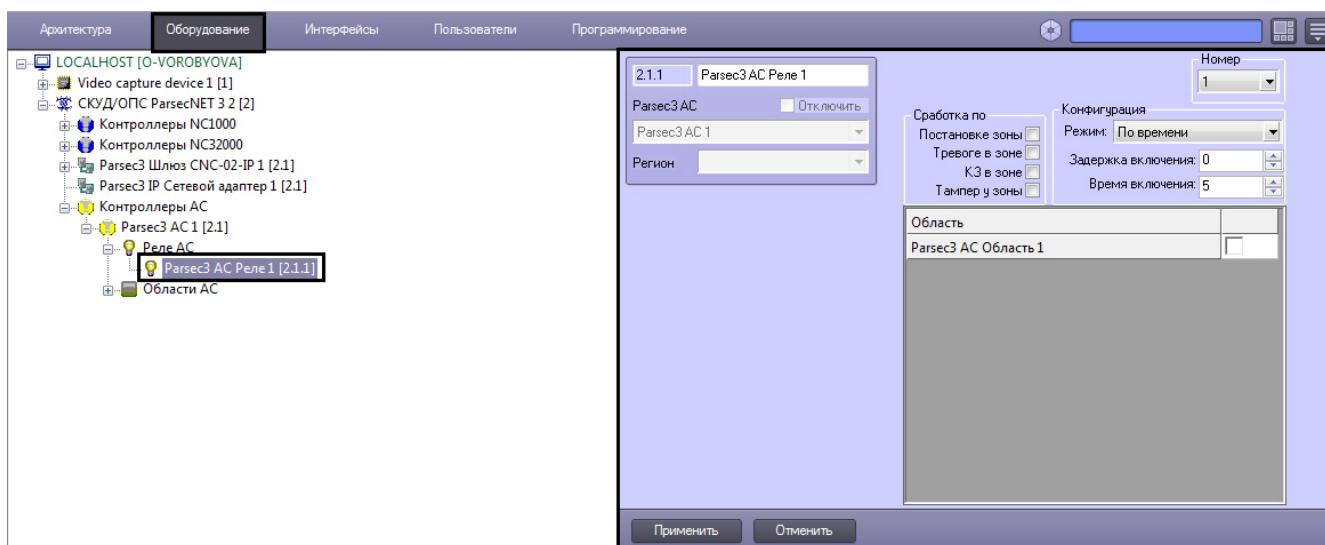 Архитектура Оборудование Интерфейсы Пользователи Программирование
LOCALHOST [O-VOROBYOVA]
Video capture device 1 [1]
СКУД/ОПС ParsecNET 3 2 [2]
Контроллеры NC1000
Контроллеры NC32000
Parsec3 Шлюз CNC-02-IP 1 [2.1]
Parsec3 IP Сетевой адаптер 1 [2.1]
Контроллеры AC
Parsec3 AC 1 [2.1]
Реле AC
Parsec3 AC Реле 1 [2.1.1]
Области AC
2.1.1 Parsec3 AC Реле 1
Parsec3 AC Отключить
Parsec3 AC 1
Регион
Номер
1
Сработка по
Постановке зоны
Тревоге в зоне
КЗ в зоне
Тампер у зоны
Конфигурация
Режим: По времени
Задержка включения: 0
Время включения: 5
Область
Parsec3 AC Область 1
Применить Отменить